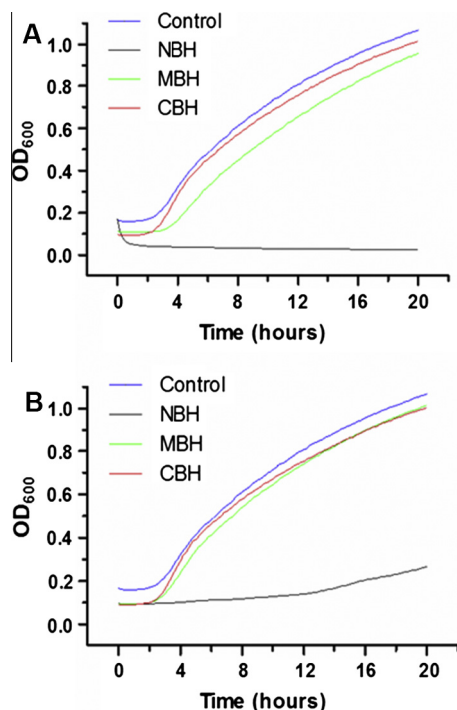 A
Control
NBH
MBH
CBH
OD600
1.0
0.8
0.6
0.4
0.2
0.0
0 4 8 12 16 20
Time (hours)
B
Control
NBH
MBH
CBH
OD600
1.0
0.8
0.6
0.4
0.2
0.0
0 4 8 12 16 20
Time (hours)